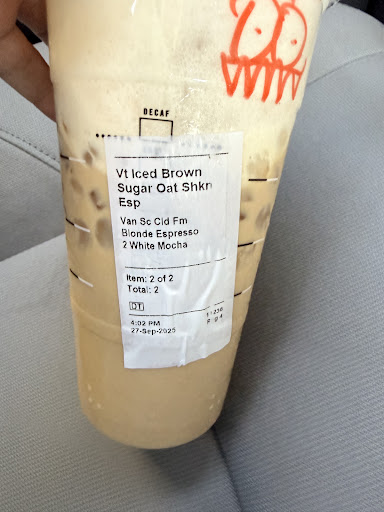 DECAF
Vt Iced Brown
Sugar Oat Shkn
Esp
Van Sc Cld Fm
Blonde Espresso
2 White Mocha
Item: 2 of 2
Total: 2
DT
4:02 PM
27-Sep-2025